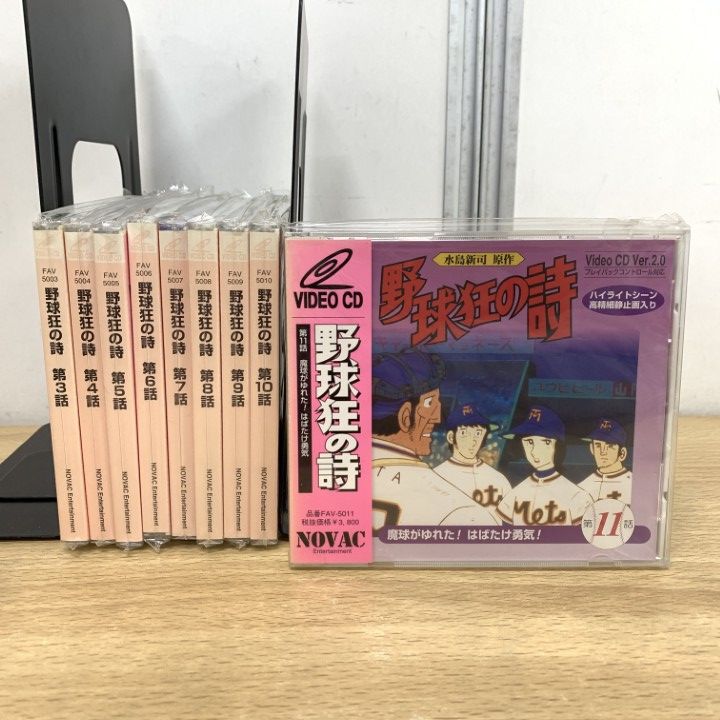 FAV
5003
野球狂の詩 第3話
NOVAC Entertainment
FAV
5004
野球狂の詩 第4話
NOVAC Entertainment
FAV
5005
野球狂の詩 第5話
NOVAC Entertainment
FAV
5006
野球狂の詩 第6話
NOVAC Entertainment
FAV
5007
野球狂の詩 第7話
NOVAC Entertainment
FAV
5008
野球狂の詩 第8話
NOVAC Entertainment
FAV
5009
野球狂の詩 第9話
NOVAC Entertainment
FAV
5010
野球狂の詩 第10話
NOVAC Entertainment
VIDEO CD
野球狂の詩
第11話 魔球がゆれた!はばたけ勇気
品番FAV-5011
税抜価格¥3,800
NOVAC
Entertainment
水島新司 原作
野球狂の詩
Video CD Ver.2.0
プレイバックコントロール対応
ハイライトシーン
高精細静止画入り
ユウヒビール
Mets
TM
第11話
魔球がゆれた!はばたけ勇気!